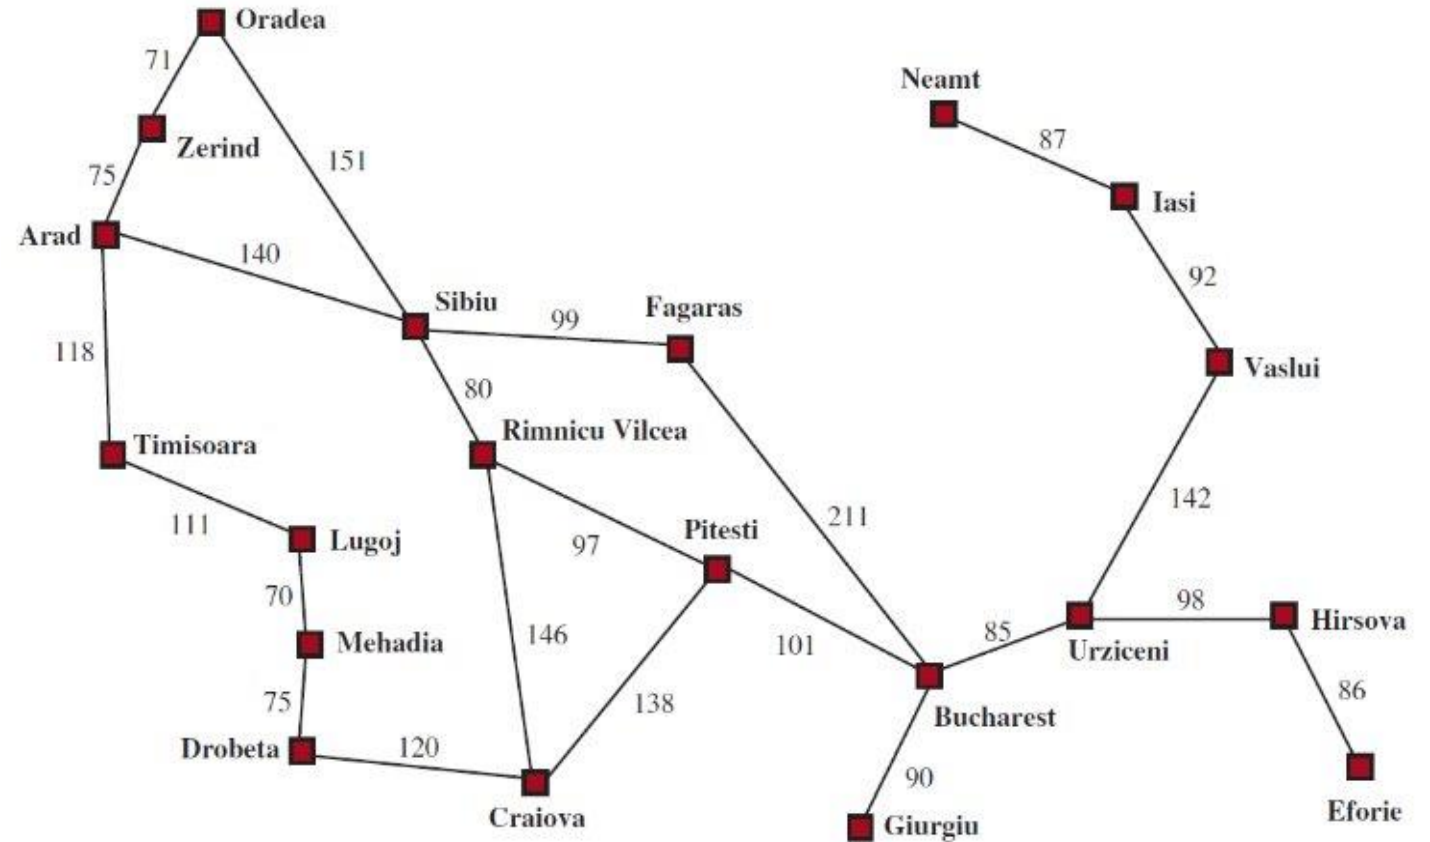 Oradea
71
Neamt
Zerind
87
151
75
Iasi
Arad
140
92
Sibiu
Fagaras
99
118
Vaslui
80
Rimnicu Vilcea
Timisoara
142
211
111
Pitesti
Lugoj
97
70
98
Hirsova
85
146
Mehadia
101
Urziceni
86
75
138
Bucharest
Drobeta
120
90
Eforie
Craiova
Giurgiu